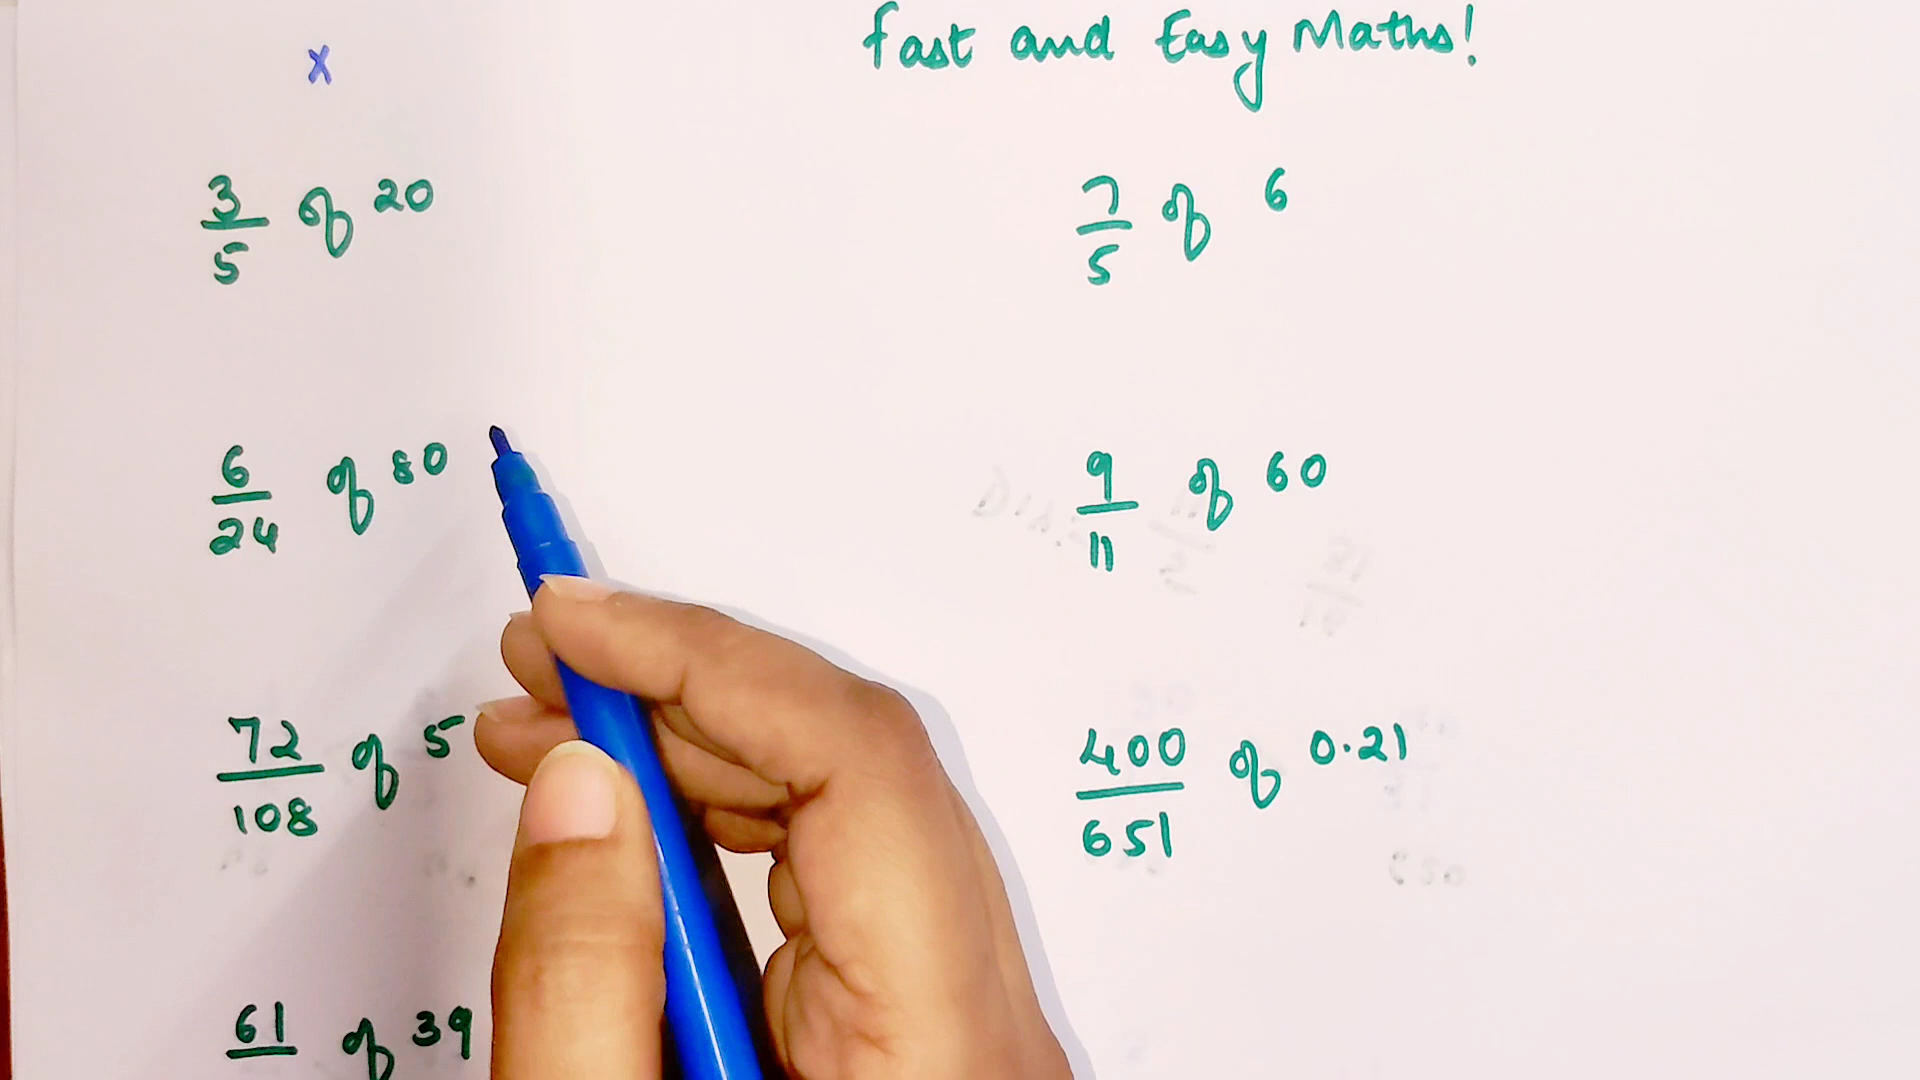 x
fast and Easy Maths!
3/5 of 20
7/5 of 6
6/24 of 80
9/11 of 60
72/108 of 5
400/651 of 0.21
61 of 39